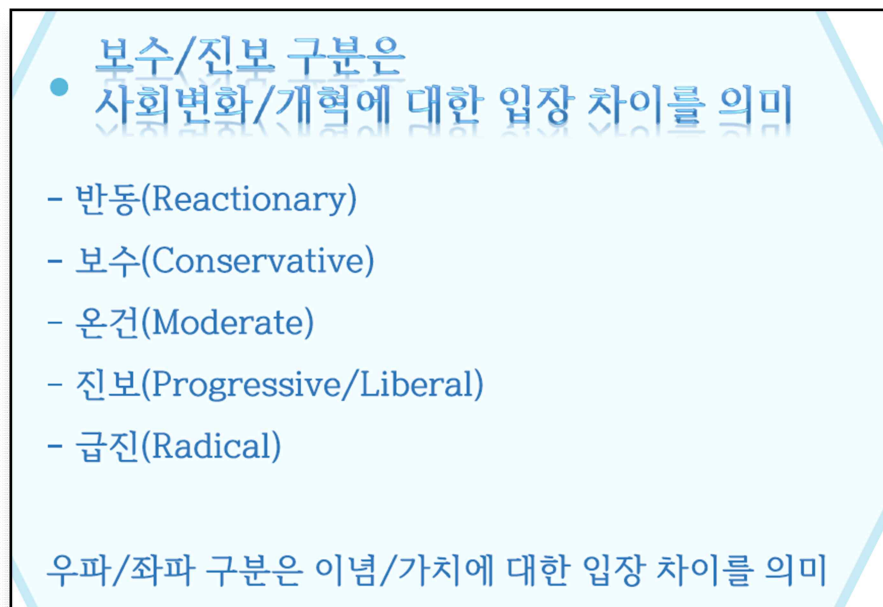 • 보수/진보 구분은
사회변화/개혁에 대한 입장 차이를 의미
- 반동(Reactionary)
- 보수(Conservative)
- 온건(Moderate)
- 진보(Progressive/Liberal)
- 급진(Radical)
우파/좌파 구분은 이념/가치에 대한 입장 차이를 의미